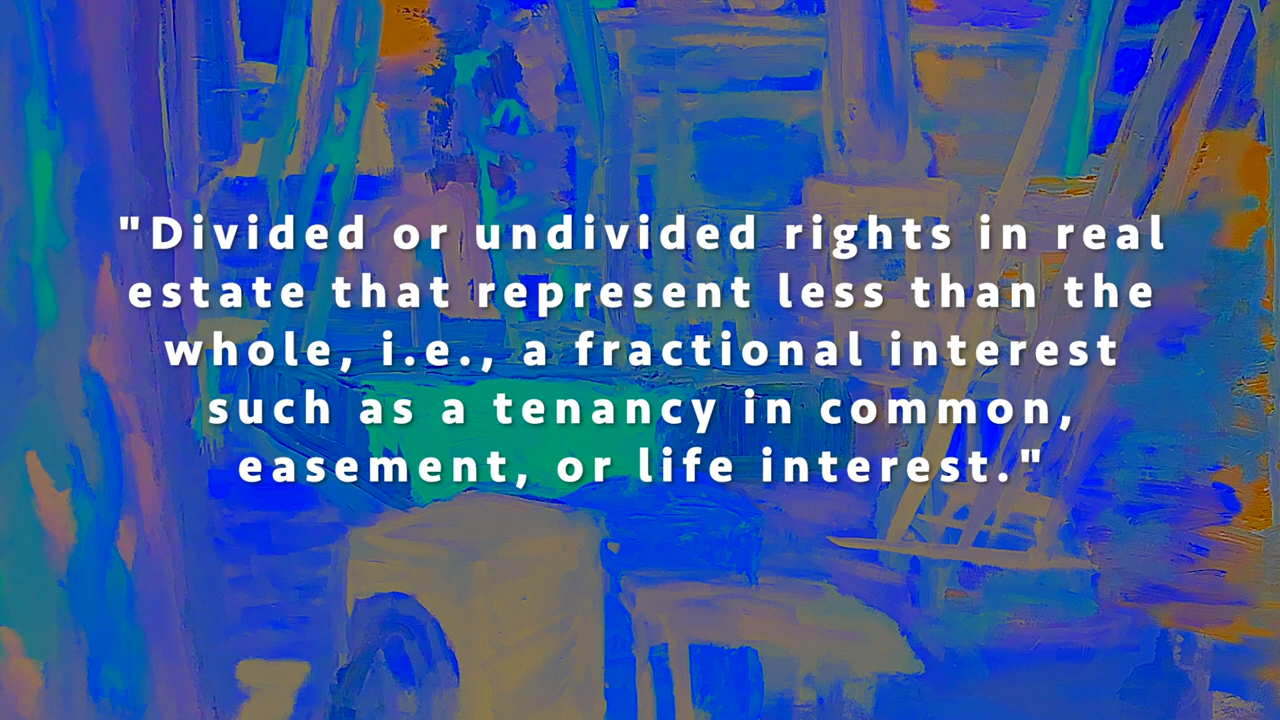 "Divided or undivided rights in real
estate that represent less than the
whole, i.e., a fractional interest
such as a tenancy in common,
easement, or life interest."